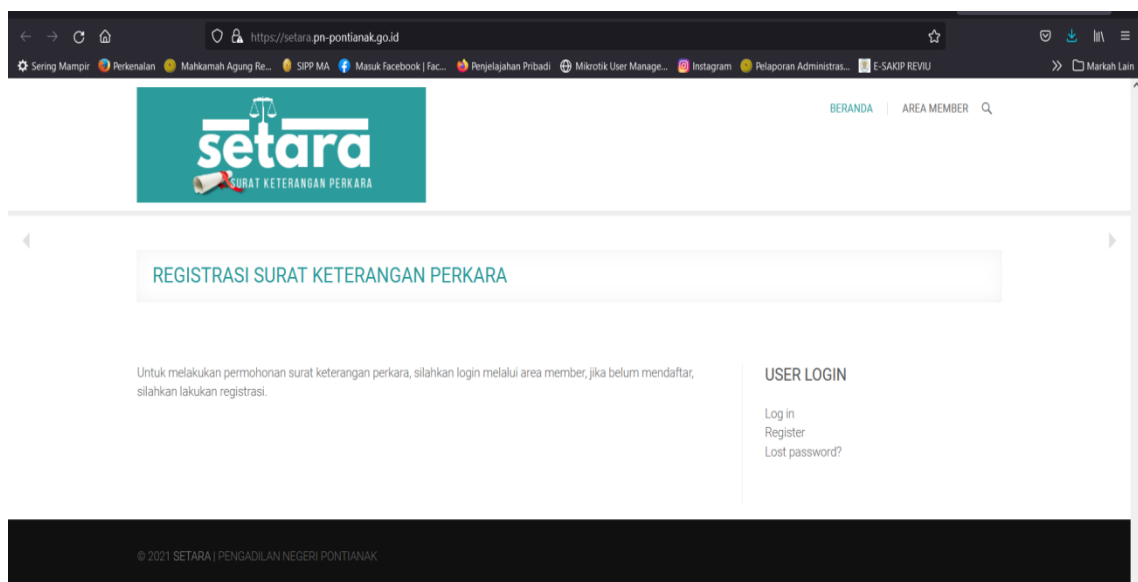 https://setara.pn-pontianak.go.id
Sering Mampir Perkenalan Mahkamah Agung Re... SIPP MA Masuk Facebook | Fac... Penjelajahan Pribadi Mikrotik User Manage... Instagram Pelaporan Administras... E-SAKIP REVIU Markah Lain
setara
SURAT KETERANGAN PERKARA
BERANDA AREA MEMBER
REGISTRASI SURAT KETERANGAN PERKARA
Untuk melakukan permohonan surat keterangan perkara, silahkan login melalui area member, jika belum mendaftar,
silahkan lakukan registrasi.
USER LOGIN
Log in
Register
Lost password?
© 2021 SETARA | PENGADILAN NEGERI PONTIANAK